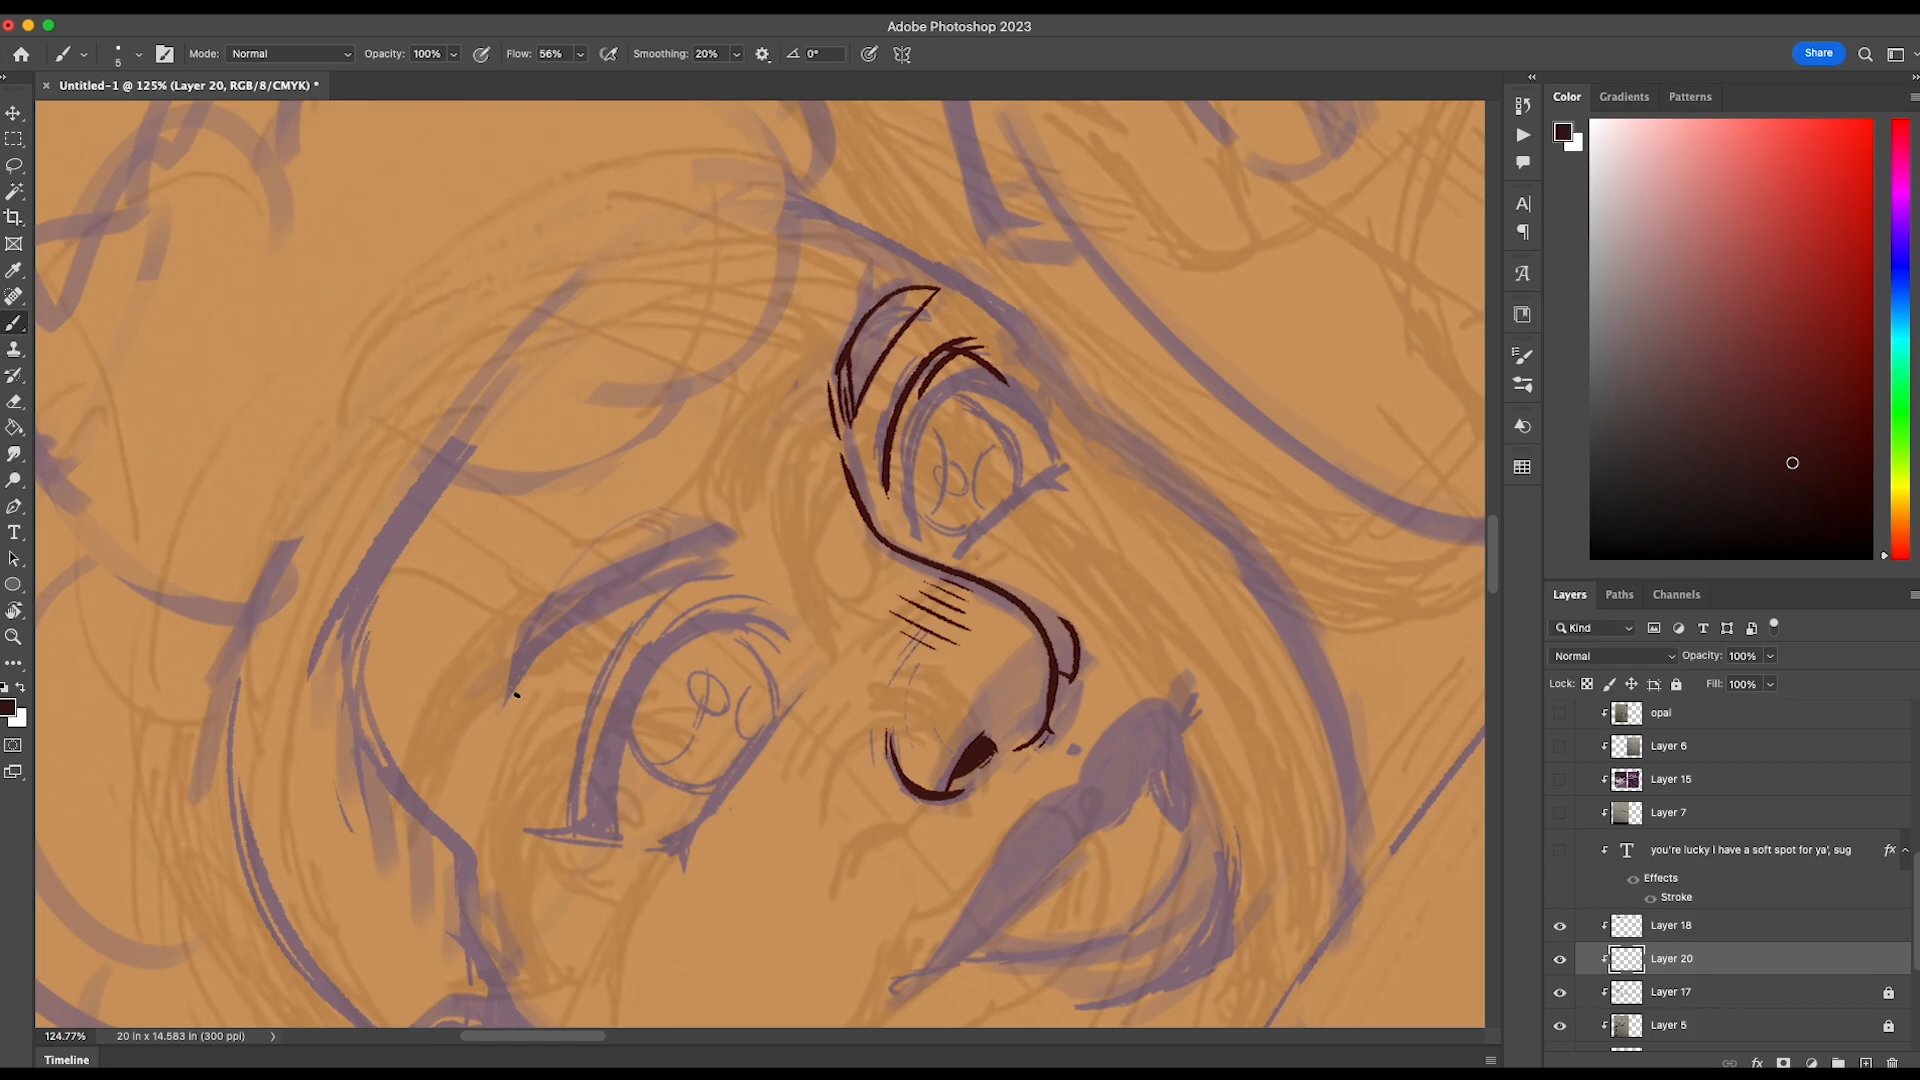 Adobe Photoshop 2023
5 Mode: Normal Opacity: 100% Flow: 56% Smoothing: 20% 0° Share
Untitled-1 @ 125% (Layer 20, RGB/8/CMYK) *
Color Gradients Patterns
Layers Paths Channels
Kind
Normal Opacity: 100%
Lock: Fill: 100%
opal
Layer 6
Layer 15
Layer 7
you're lucky i have a soft spot for ya', sug fx
Effects
Stroke
Layer 18
Layer 20
Layer 17
Layer 5
124.77% 20 in x 14.583 in (300 ppi)
Timeline
fx